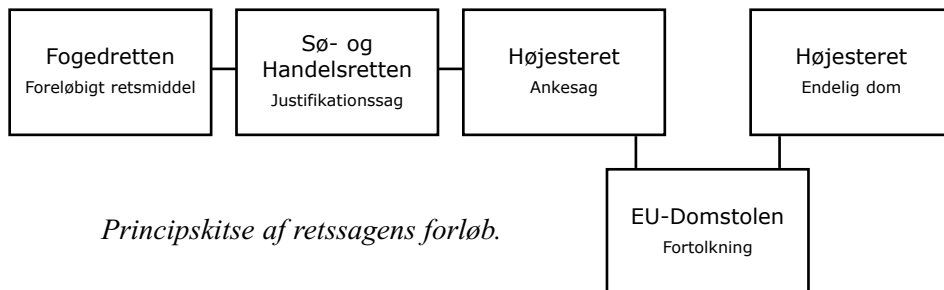 Fogedretten
Foreløbigt retsmiddel
Sø- og
Handelsretten
Justifikationssag
Højesteret
Ankesag
Højesteret
Endelig dom
EU-Domstolen
Fortolkning
Principskitse af retssagens forløb.